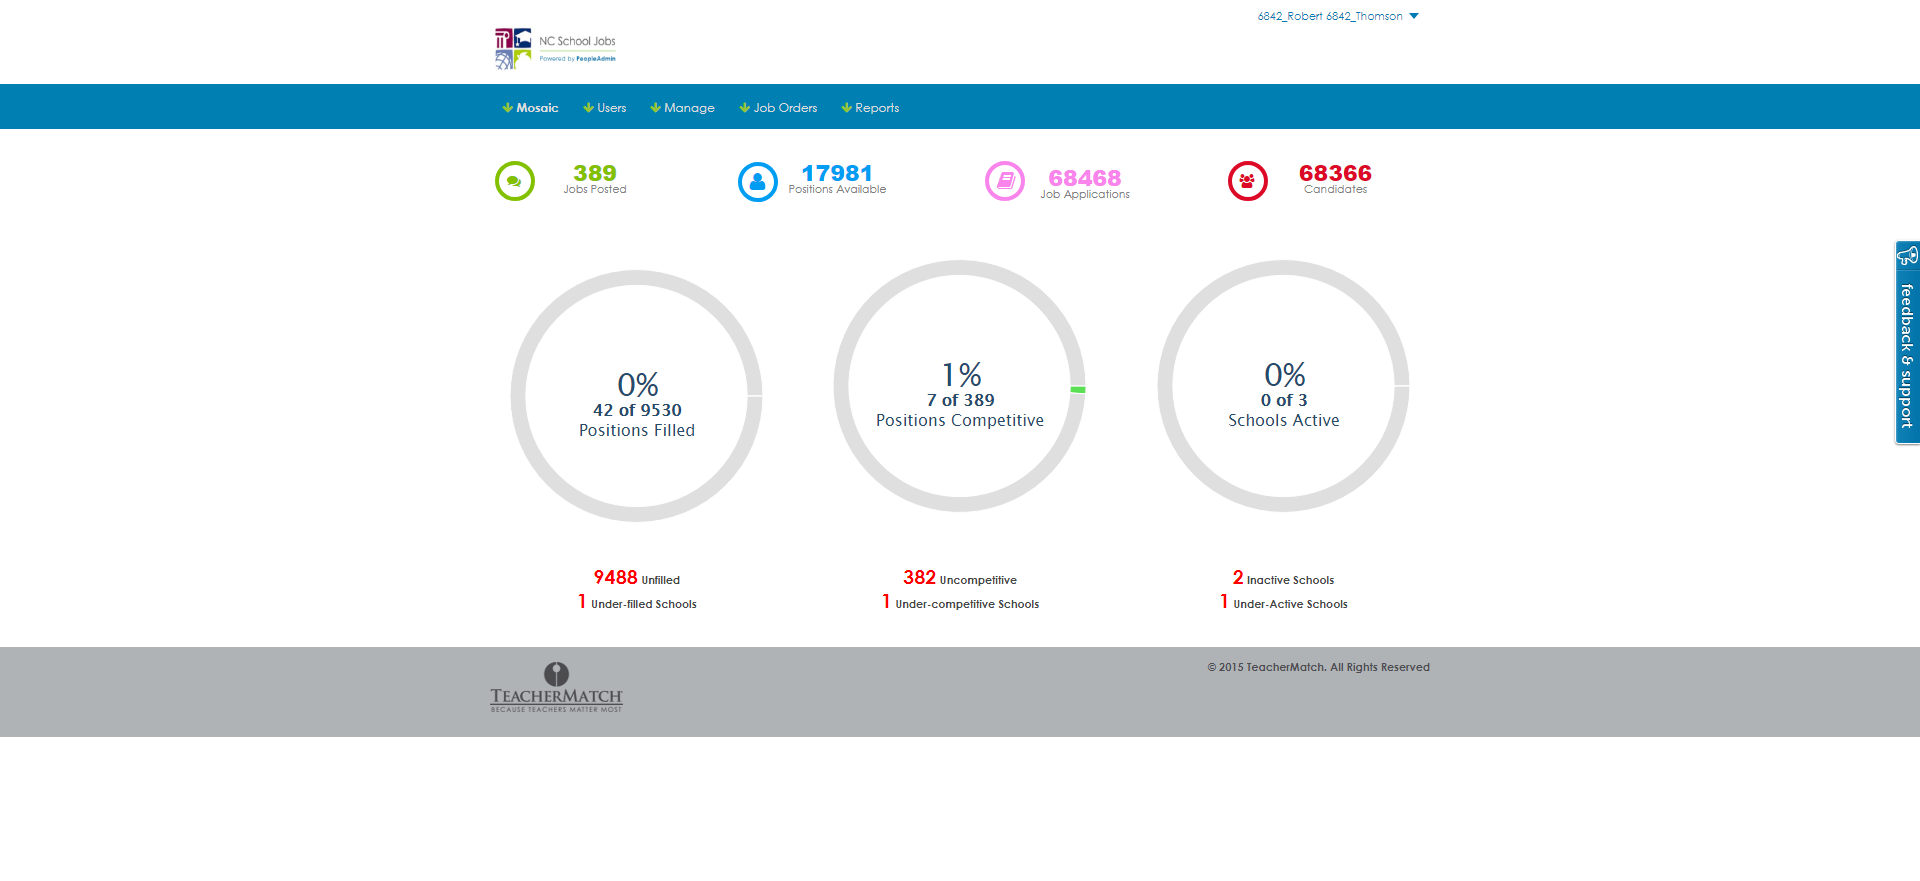 6842_Robert 6842_Thomson
NC School Jobs
Powered by PeopleAdmin
Mosaic Users Manage Job Orders Reports
389
Jobs Posted
17981
Positions Available
68468
Job Applications
68366
Candidates
feedback & support
0%
42 of 9530
Positions Filled
1%
7 of 389
Positions Competitive
0%
0 of 3
Schools Active
9488 Unfilled
1 Under-filled Schools
382 Uncompetitive
1 Under-competitive Schools
2 Inactive Schools
1 Under-Active Schools
TEACHERMATCH
BECAUSE TEACHERS MATTER MOST
© 2015 TeacherMatch. All Rights Reserved